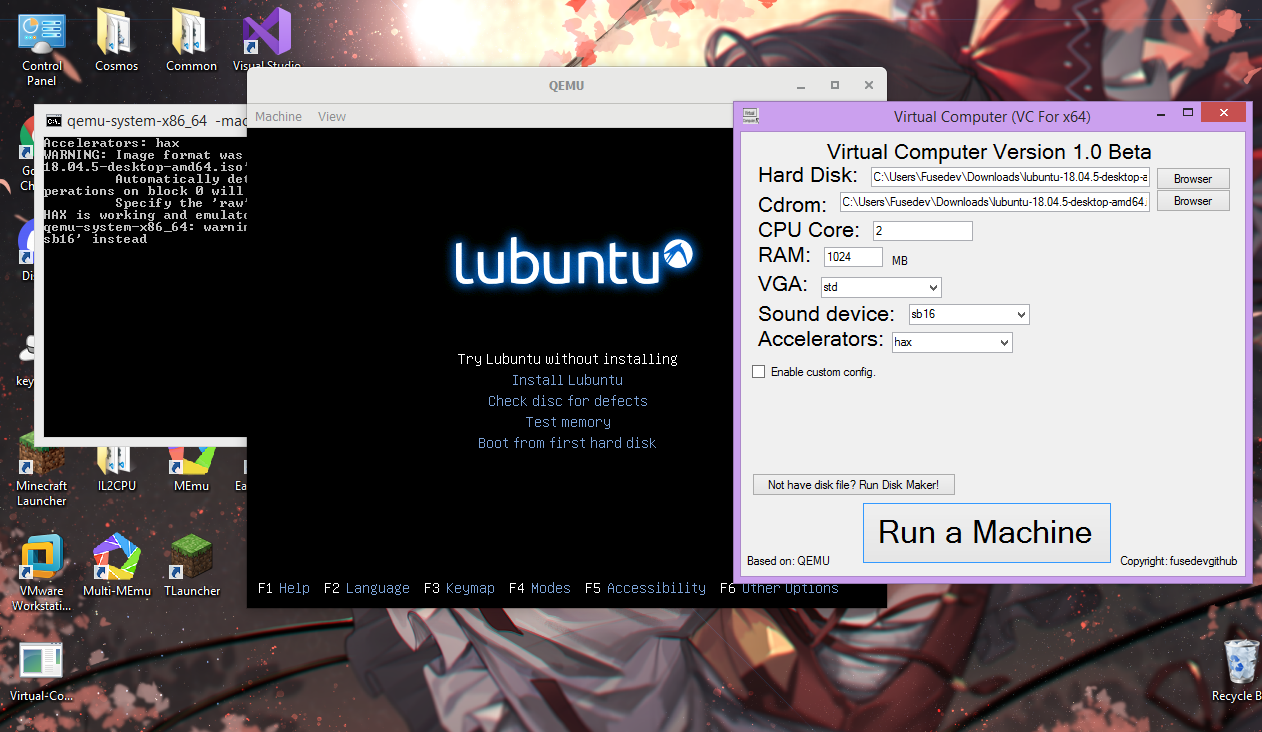 Control
Panel
Cosmos
Common
Visual Studio
QEMU
Machine View
qemu-system-x86_64 -mac
Accelerators: hax
WARNING: Image format was
18.04.5-desktop-amd64.iso'
Automatically det
perations on block 0 will
Specify the 'raw'
HAX is working and emulato
qemu-system-x86_64: warnin
sb16' instead
lubuntu
Try Lubuntu without installing
Install Lubuntu
Check disc for defects
Test memory
Boot from first hard disk
F1 Help F2 Language F3 Keymap F4 Modes F5 Accessibility F6 Other Options
Virtual Computer (VC For x64)
Virtual Computer Version 1.0 Beta
Hard Disk: C:\Users\Fusedev\Downloads\lubuntu-18.04.5-desktop-a Browser
Cdrom: C:\Users\Fusedev\Downloads\lubuntu-18.04.5-desktop-amd64. Browser
CPU Core: 2
RAM: 1024 MB
VGA: std
Sound device: sb16
Accelerators: hax
Enable custom config.
Not have disk file? Run Disk Maker!
Run a Machine
Based on: QEMU
Copyright: fusedevgithub
Go
Ch
Di
key
Minecraft
Launcher
IL2CPU
MEmu
Ea
VMware
Workstati...
Multi-MEmu
TLauncher
Virtual-Co...
Recycle B